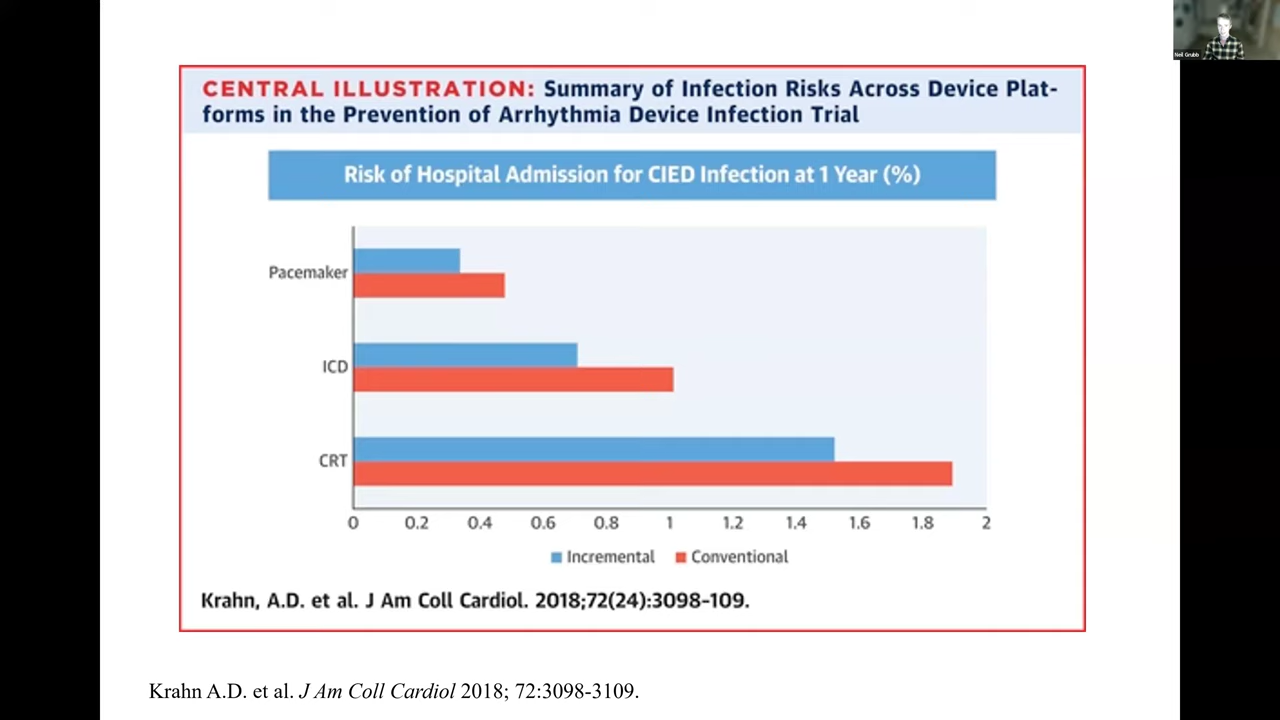 Neil Grubb
CENTRAL ILLUSTRATION: Summary of Infection Risks Across Device Plat-
forms in the Prevention of Arrhythmia Device Infection Trial
Risk of Hospital Admission for CIED Infection at 1 Year (%)
Pacemaker
ICD
CRT
0 0.2 0.4 0.6 0.8 1 1.2 1.4 1.6 1.8 2
Incremental Conventional
Krahn, A.D. et al. J Am Coll Cardiol. 2018;72(24):3098–109.
Krahn A.D. et al. J Am Coll Cardiol 2018; 72:3098-3109.